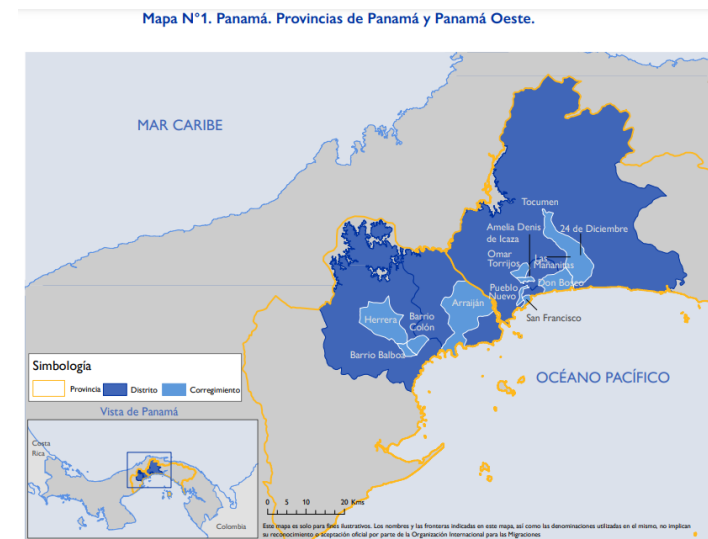 Mapa N°1. Panamá. Provincias de Panamá y Panamá Oeste.
MAR CARIBE
Tocumen
Amelia Denis
de Icaza
24 de Diciembre
Omar
Torrijos
Las
Mañanitas
Pueblo
Nuevo
Don Bosco
San Francisco
Arraiján
Herrera
Barrio
Colón
Barrio Balboa
OCÉANO PACÍFICO
Simbología
Provincia
Distrito
Corregimiento
Vista de Panamá
Costa
Rica
Colombia
0 5 10 20 Kms
Este mapa es solo para fines ilustrativos. Los nombres y las fronteras indicadas en este mapa, así como las denominaciones utilizadas en el mismo, no implican
su reconocimiento o aceptación oficial por parte de la Organización Internacional para las Migraciones